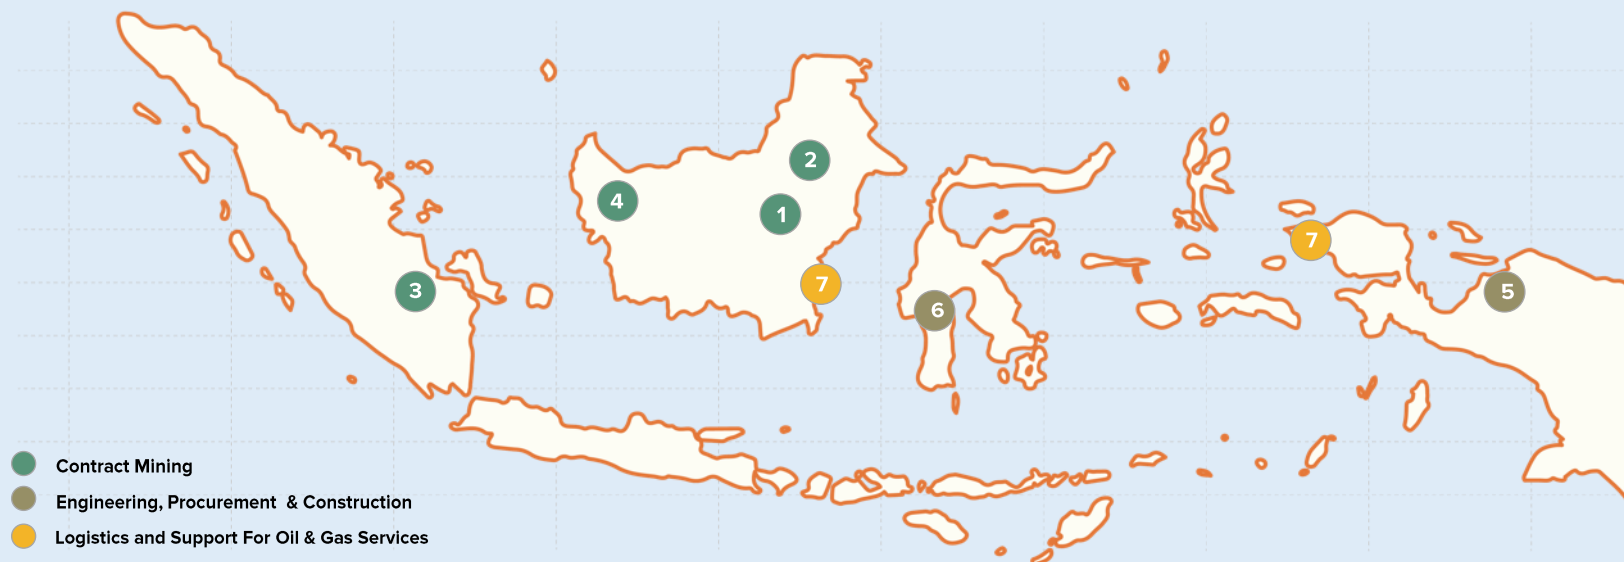 2
4
1
7
7
3
5
6
Contract Mining
Engineering, Procurement & Construction
Logistics and Support For Oil & Gas Services